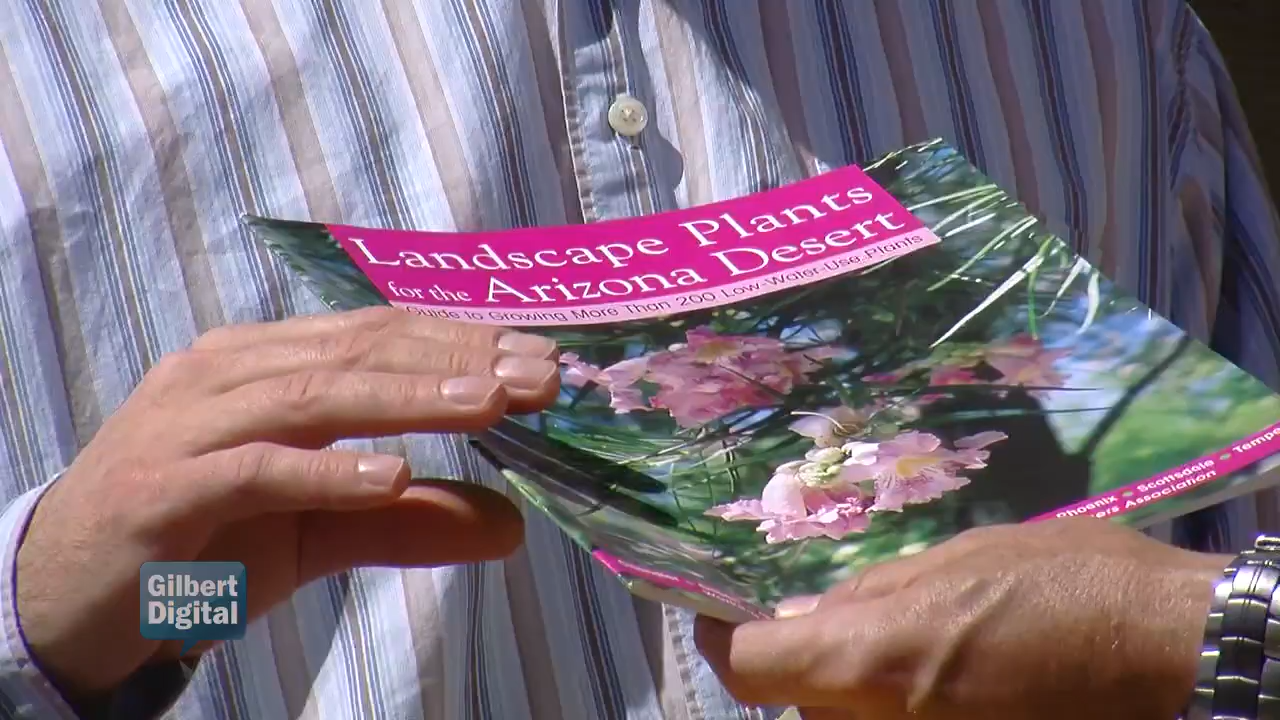 Landscape Plants
for the Arizona Desert
Guide to Growing More Than 200 Low-Water-Use-Plants
Phoenix • Scottsdale • Tempe
Association
Gilbert
Digital